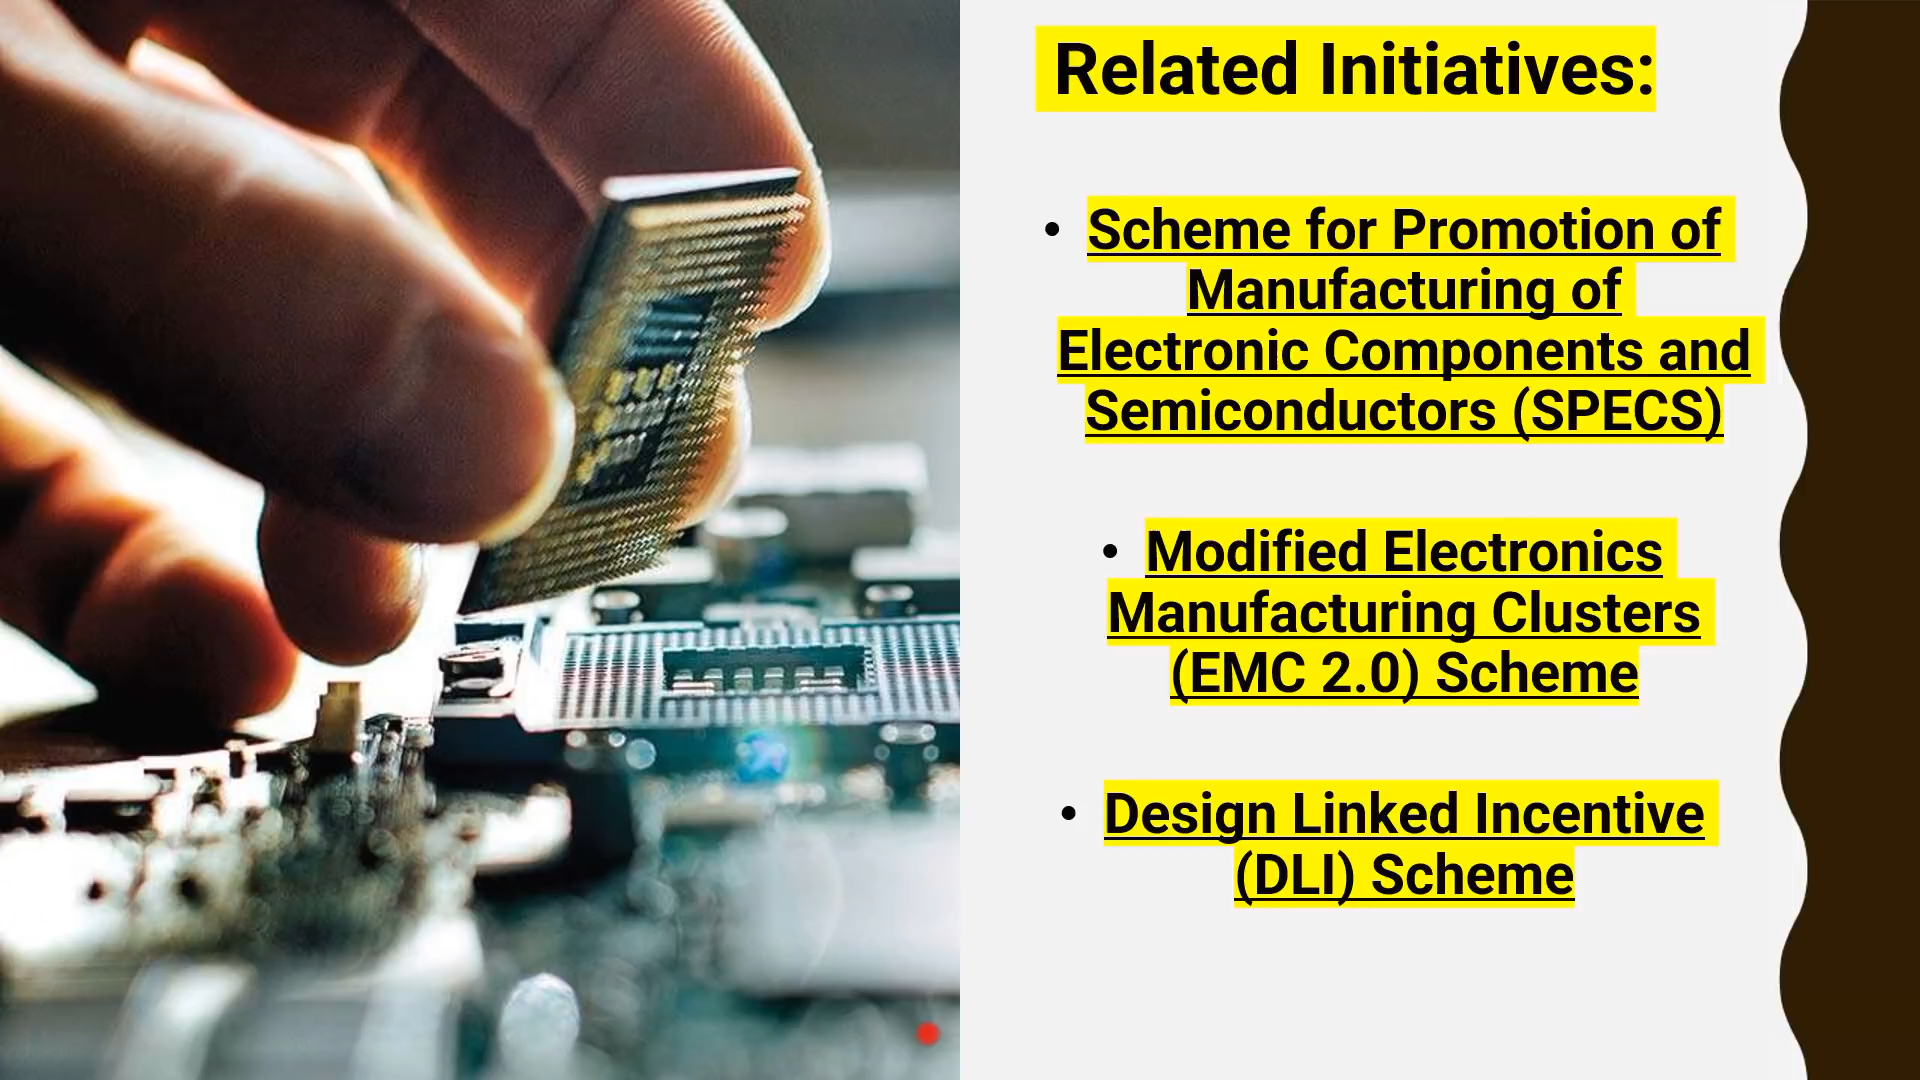 Related Initiatives:
• Scheme for Promotion of
Manufacturing of
Electronic Components and
Semiconductors (SPECS)
• Modified Electronics
Manufacturing Clusters
(EMC 2.0) Scheme
• Design Linked Incentive
(DLI) Scheme